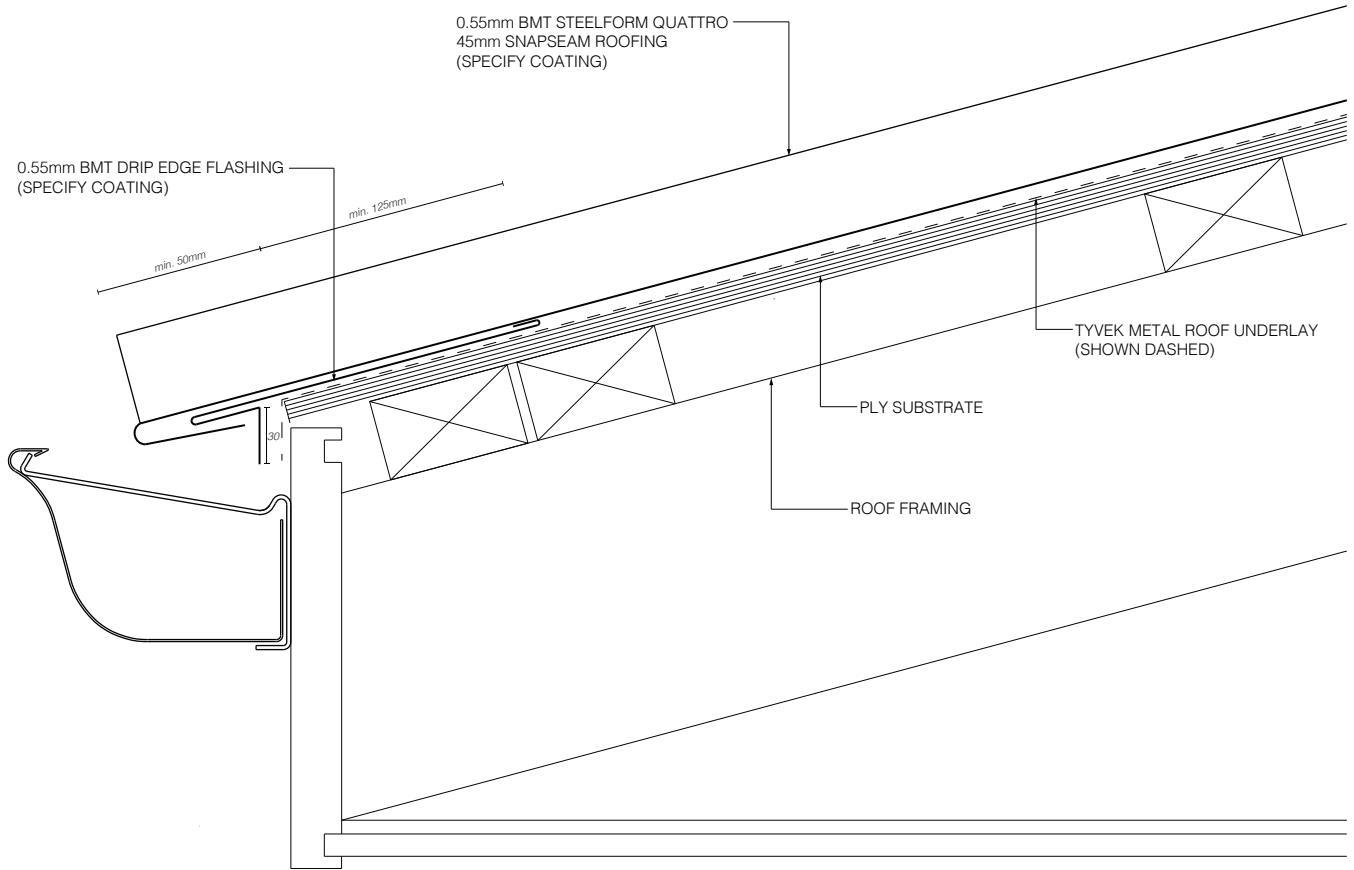 0.55mm BMT STEELFORM QUATTRO
45mm SNAPSEAM ROOFING
(SPECIFY COATING)
0.55mm BMT DRIP EDGE FLASHING
(SPECIFY COATING)
min. 125mm
min. 50mm
TYVEK METAL ROOF UNDERLAY
(SHOWN DASHED)
PLY SUBSTRATE
30
ROOF FRAMING